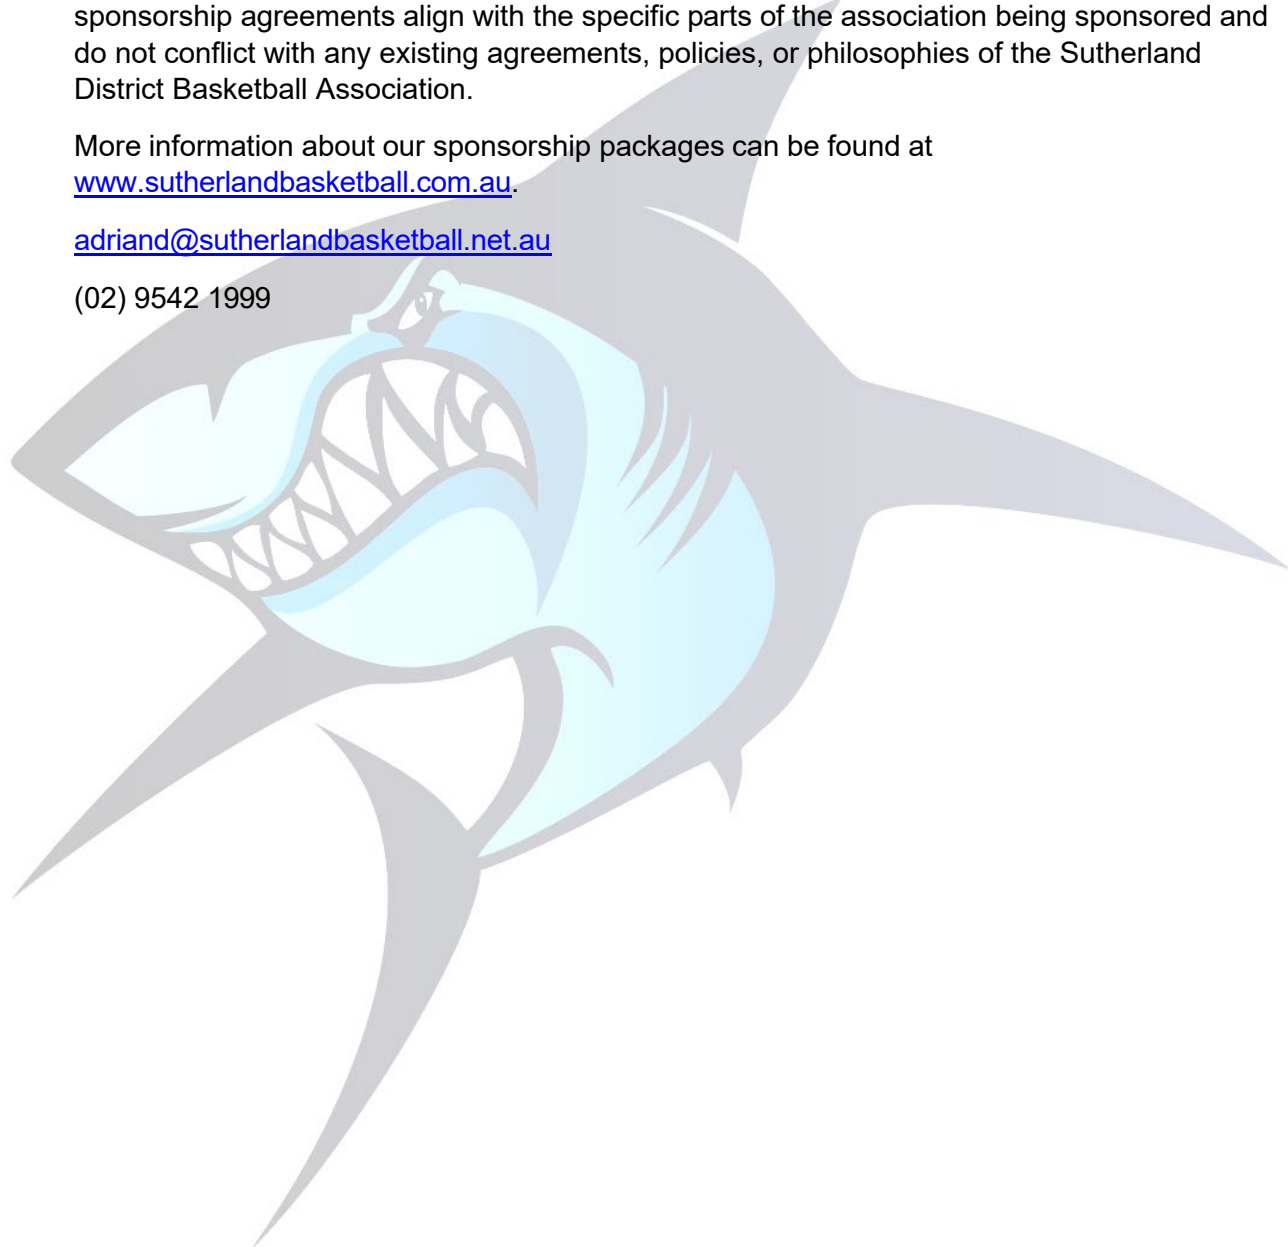 sponsorship agreements align with the specific parts of the association being sponsored and
do not conflict with any existing agreements, policies, or philosophies of the Sutherland
District Basketball Association.
More information about our sponsorship packages can be found at
www.sutherlandbasketball.com.au.
adriand@sutherlandbasketball.net.au
(02) 9542 1999